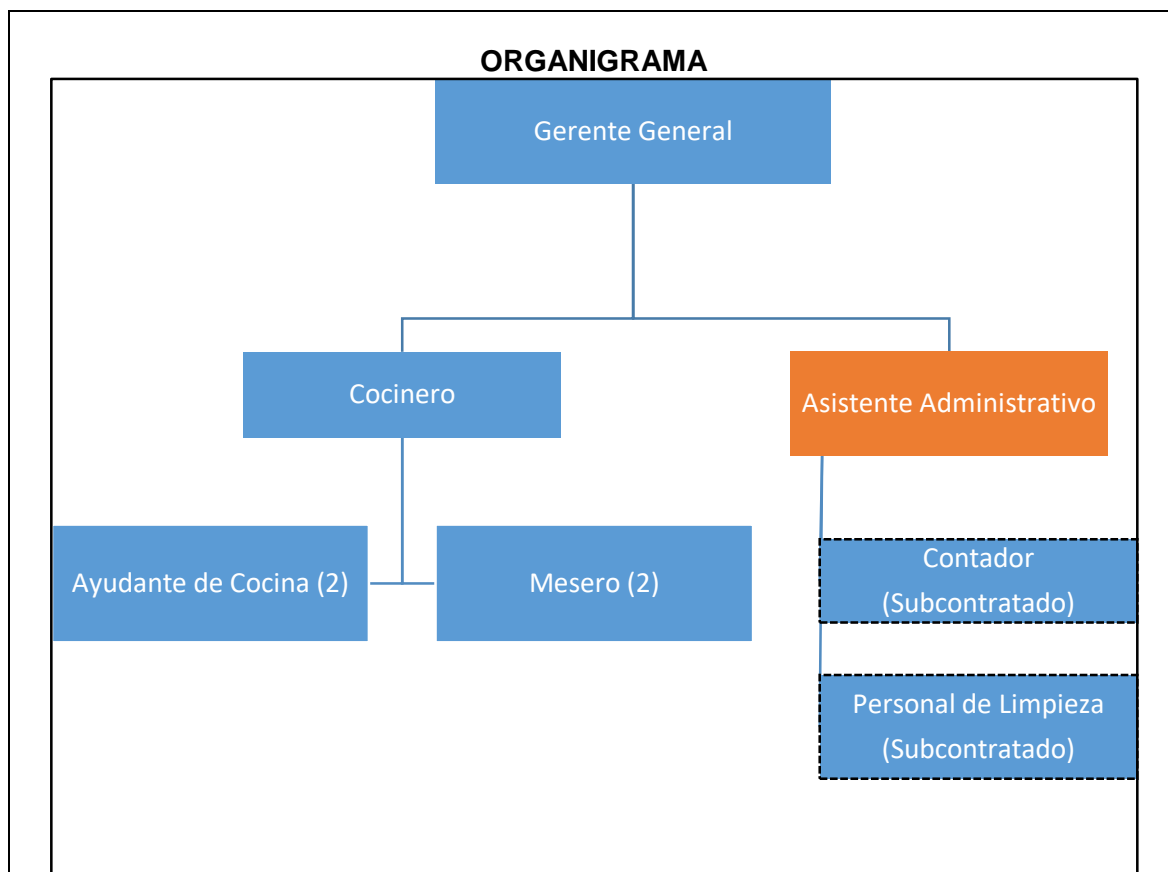 ORGANIGRAMA
Gerente General
Cocinero
Asistente Administrativo
Ayudante de Cocina (2)
Mesero (2)
Contador
(Subcontratado)
Personal de Limpieza
(Subcontratado)